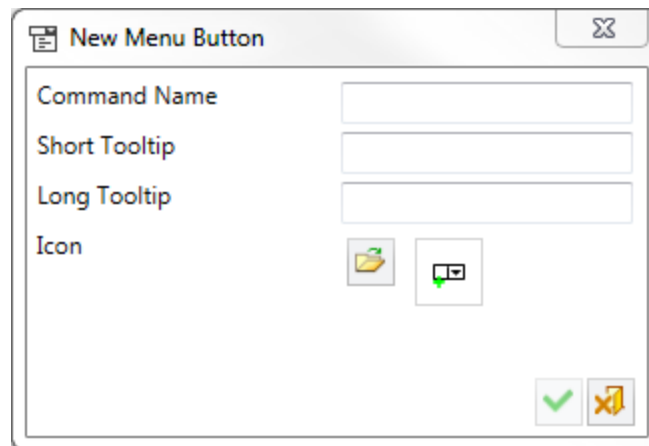 New Menu Button
Command Name
Short Tooltip
Long Tooltip
Icon